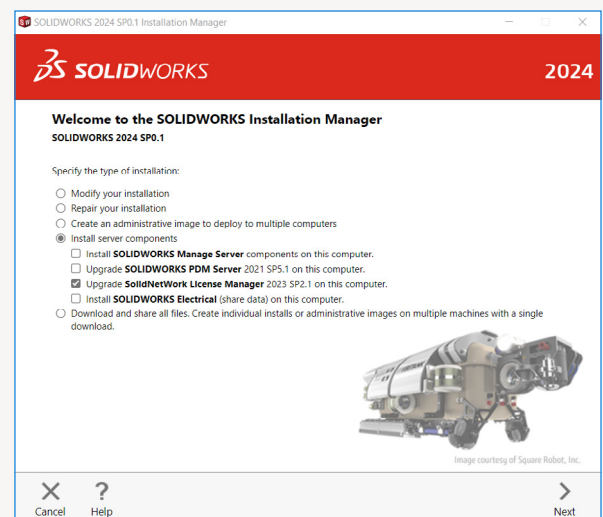 SOLIDWORKS 2024 SP0.1 Installation Manager
SOLIDWORKS
2024
Welcome to the SOLIDWORKS Installation Manager
SOLIDWORKS 2024 SP0.1
Specify the type of installation:
Modify your installation
Repair your installation
Create an administrative image to deploy to multiple computers
Install server components
Install SOLIDWORKS Manage Server components on this computer.
Upgrade SOLIDWORKS PDM Server 2021 SP5.1 on this computer.
Upgrade SolidNetWork License Manager 2023 SP2.1 on this computer.
Install SOLIDWORKS Electrical (share data) on this computer.
Download and share all files. Create individual installs or administrative images on multiple machines with a single
download.
Image courtesy of Square Robot, Inc.
Cancel
Help
Next